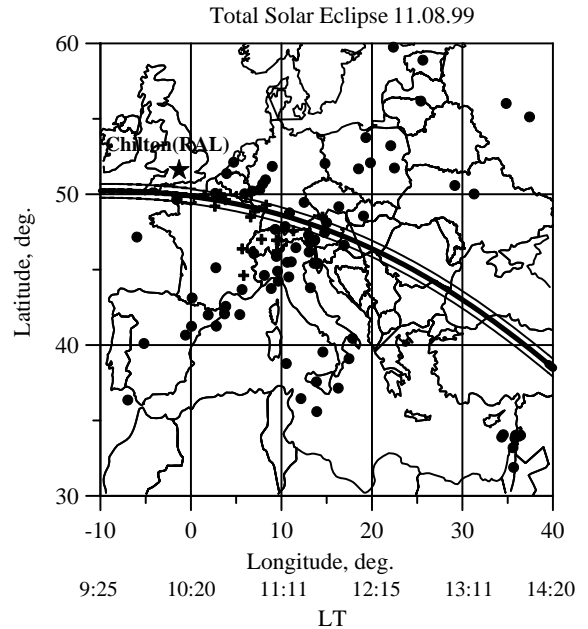 Total Solar Eclipse 11.08.99
60
Chilton(RAL)
50
Latitude, deg.
40
30
-10 0 10 20 30 40
Longitude, deg.
9:25 10:20 11:11 12:15 13:11 14:20
LT